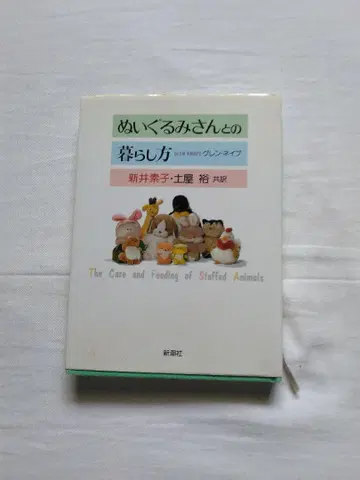 ぬいぐるみさんとの
暮らし方 グレン・ネイプ
新井素子・土屋 裕 共訳
The Care and Feeding of Stuffed Animals
新潮社